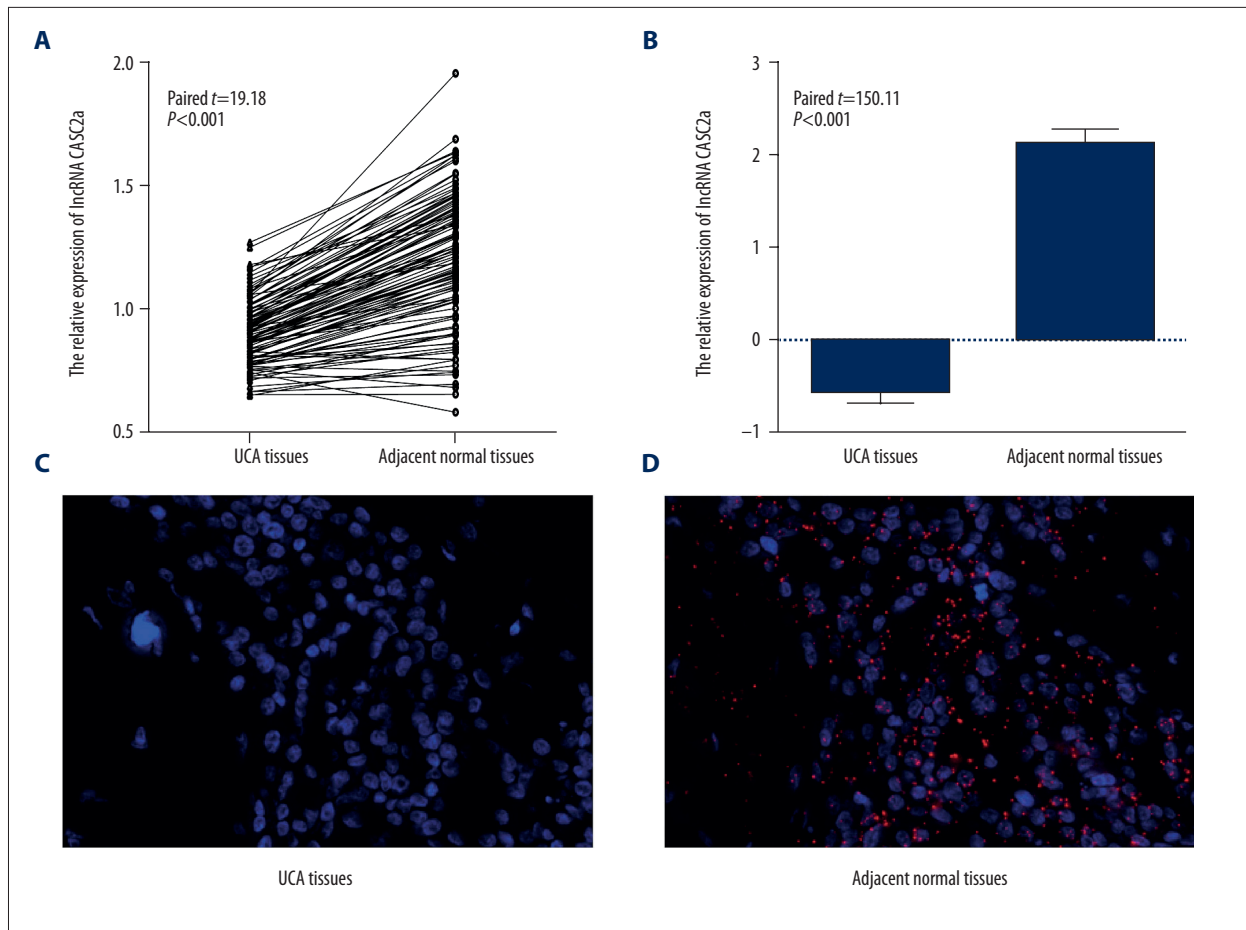 A
The relative expression of lncRNA CASC2a
2.0
1.5
1.0
0.5
Paired t=19.18
P<0.001
UCA tissues
Adjacent normal tissues
B
The relative expression of lncRNA CASC2a
3
2
1
0
−1
Paired t=150.11
P<0.001
UCA tissues
Adjacent normal tissues
C
UCA tissues
D
Adjacent normal tissues